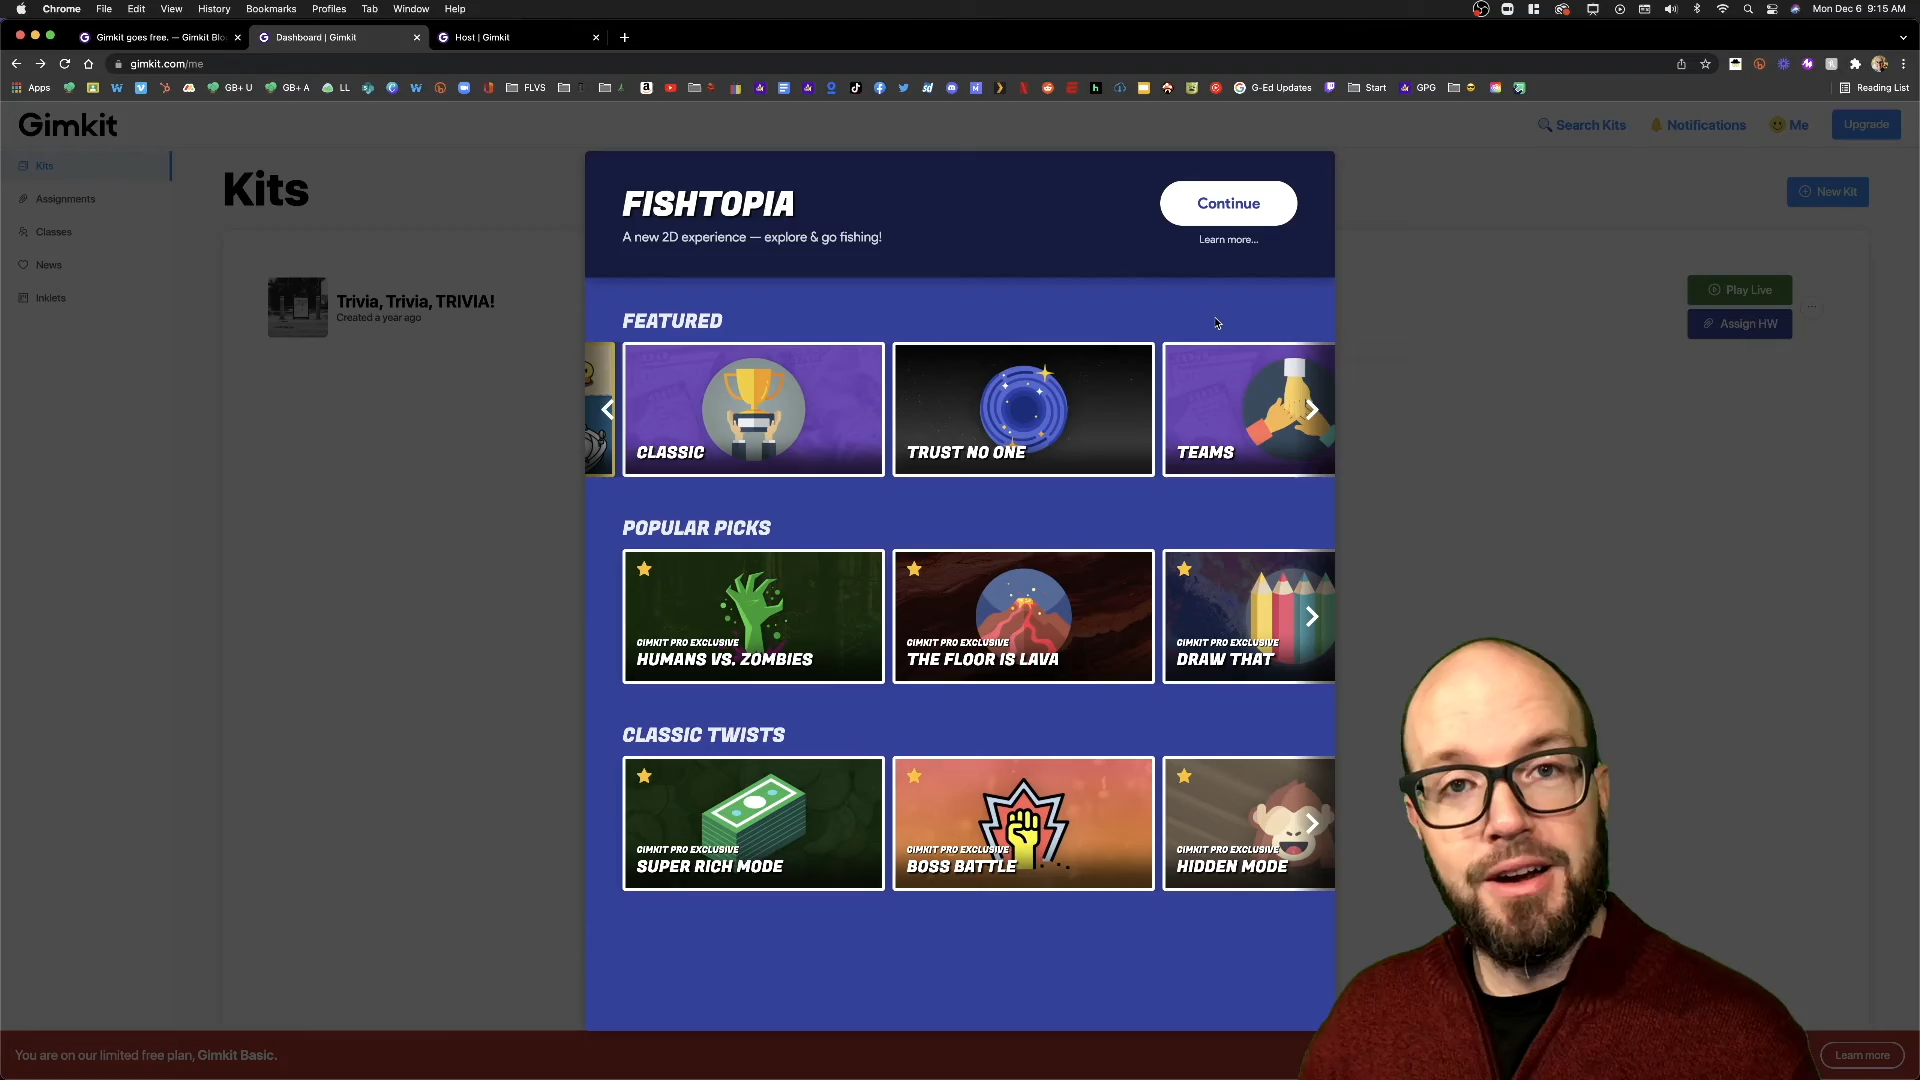 Chrome File Edit View History Bookmarks Profiles Tab Window Help Mon Dec 6 9:15 AM
Gimkit goes free. — Gimkit Blo Dashboard | Gimkit Host | Gimkit
gimkit.com/me
Apps GB+ U GB+ A LL FLVS G-Ed Updates Start GPG Reading List
Gimkit Search Kits Notifications Me Upgrade
Kits
Assignments
Classes
News
Inklets
Kits
New Kit
Trivia, Trivia, TRIVIA!
Created a year ago
Play Live
Assign HW
FISHTOPIA
A new 2D experience — explore & go fishing!
Continue
Learn more...
FEATURED
CLASSIC
TRUST NO ONE
TEAMS
POPULAR PICKS
GIMKIT PRO EXCLUSIVE
HUMANS VS. ZOMBIES
GIMKIT PRO EXCLUSIVE
THE FLOOR IS LAVA
GIMKIT PRO EXCLUSIVE
DRAW THAT
CLASSIC TWISTS
GIMKIT PRO EXCLUSIVE
SUPER RICH MODE
GIMKIT PRO EXCLUSIVE
BOSS BATTLE
GIMKIT PRO EXCLUSIVE
HIDDEN MODE
You are on our limited free plan, Gimkit Basic.
Learn more